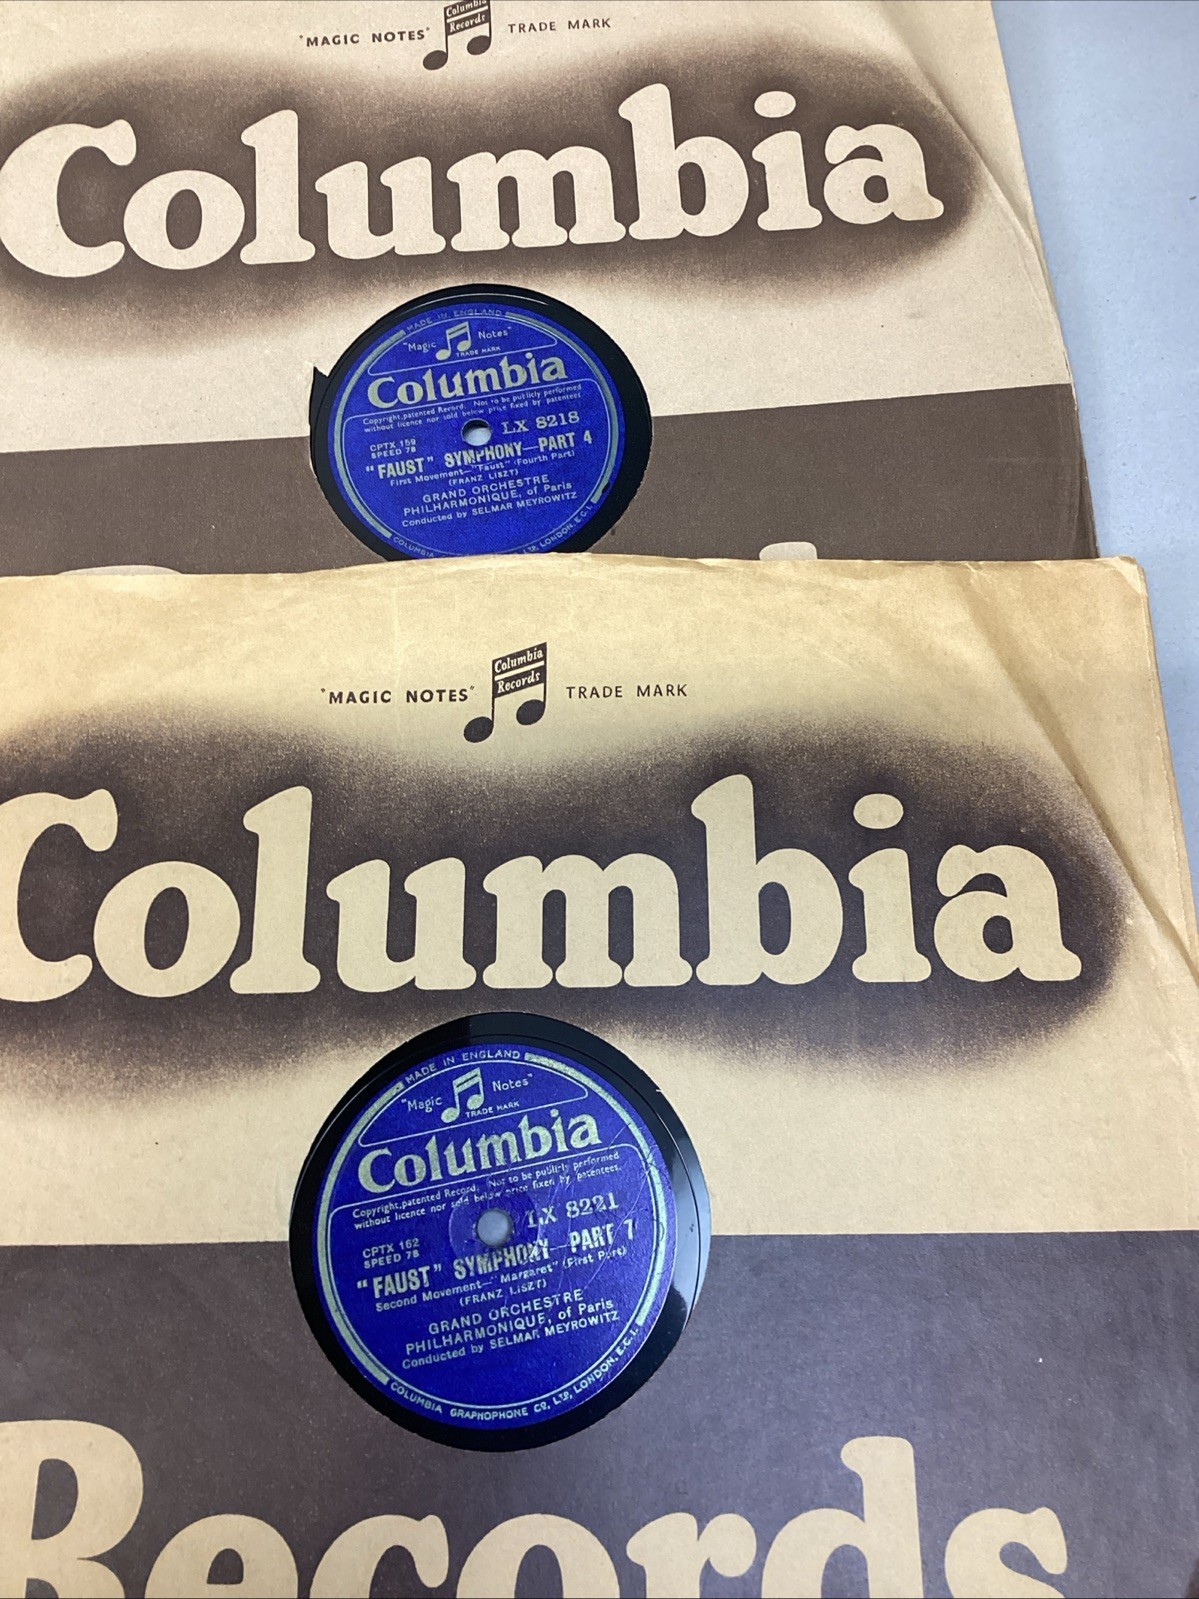 "MAGIC NOTES" Columbia Records TRADE MARK
Columbia
MADE IN ENGLAND
"Magic Notes"
TRADE MARK
Columbia
Copyright,patented Record. Not to be publicly performed
without licence nor sold below price fixed by patentees
LX 8218
CPTX 159
SPEED 78
"FAUST" SYMPHONY—PART 4
First Movement—"Faust" (Fourth Part)
(FRANZ LISZT)
GRAND ORCHESTRE
PHILHARMONIQUE, of Paris
Conducted by SELMAR MEYROWITZ
COLUMBIA LTD, LONDON, E.C.1.
"MAGIC NOTES" Columbia Records TRADE MARK
Columbia
MADE IN ENGLAND
"Magic Notes"
TRADE MARK
Columbia
Copyright,patented Record. Not to be publicly performed
without licence nor sold below price fixed by patentees.
LX 8221
CPTX 162
SPEED 78
"FAUST" SYMPHONY—PART 7
Second Movement—"Margaret" (First Part)
(FRANZ LISZT)
GRAND ORCHESTRE
PHILHARMONIQUE, of Paris
Conducted by SELMAR MEYROWITZ
COLUMBIA GRAPHOPHONE CO, LTD, LONDON, E.C.1.
Records